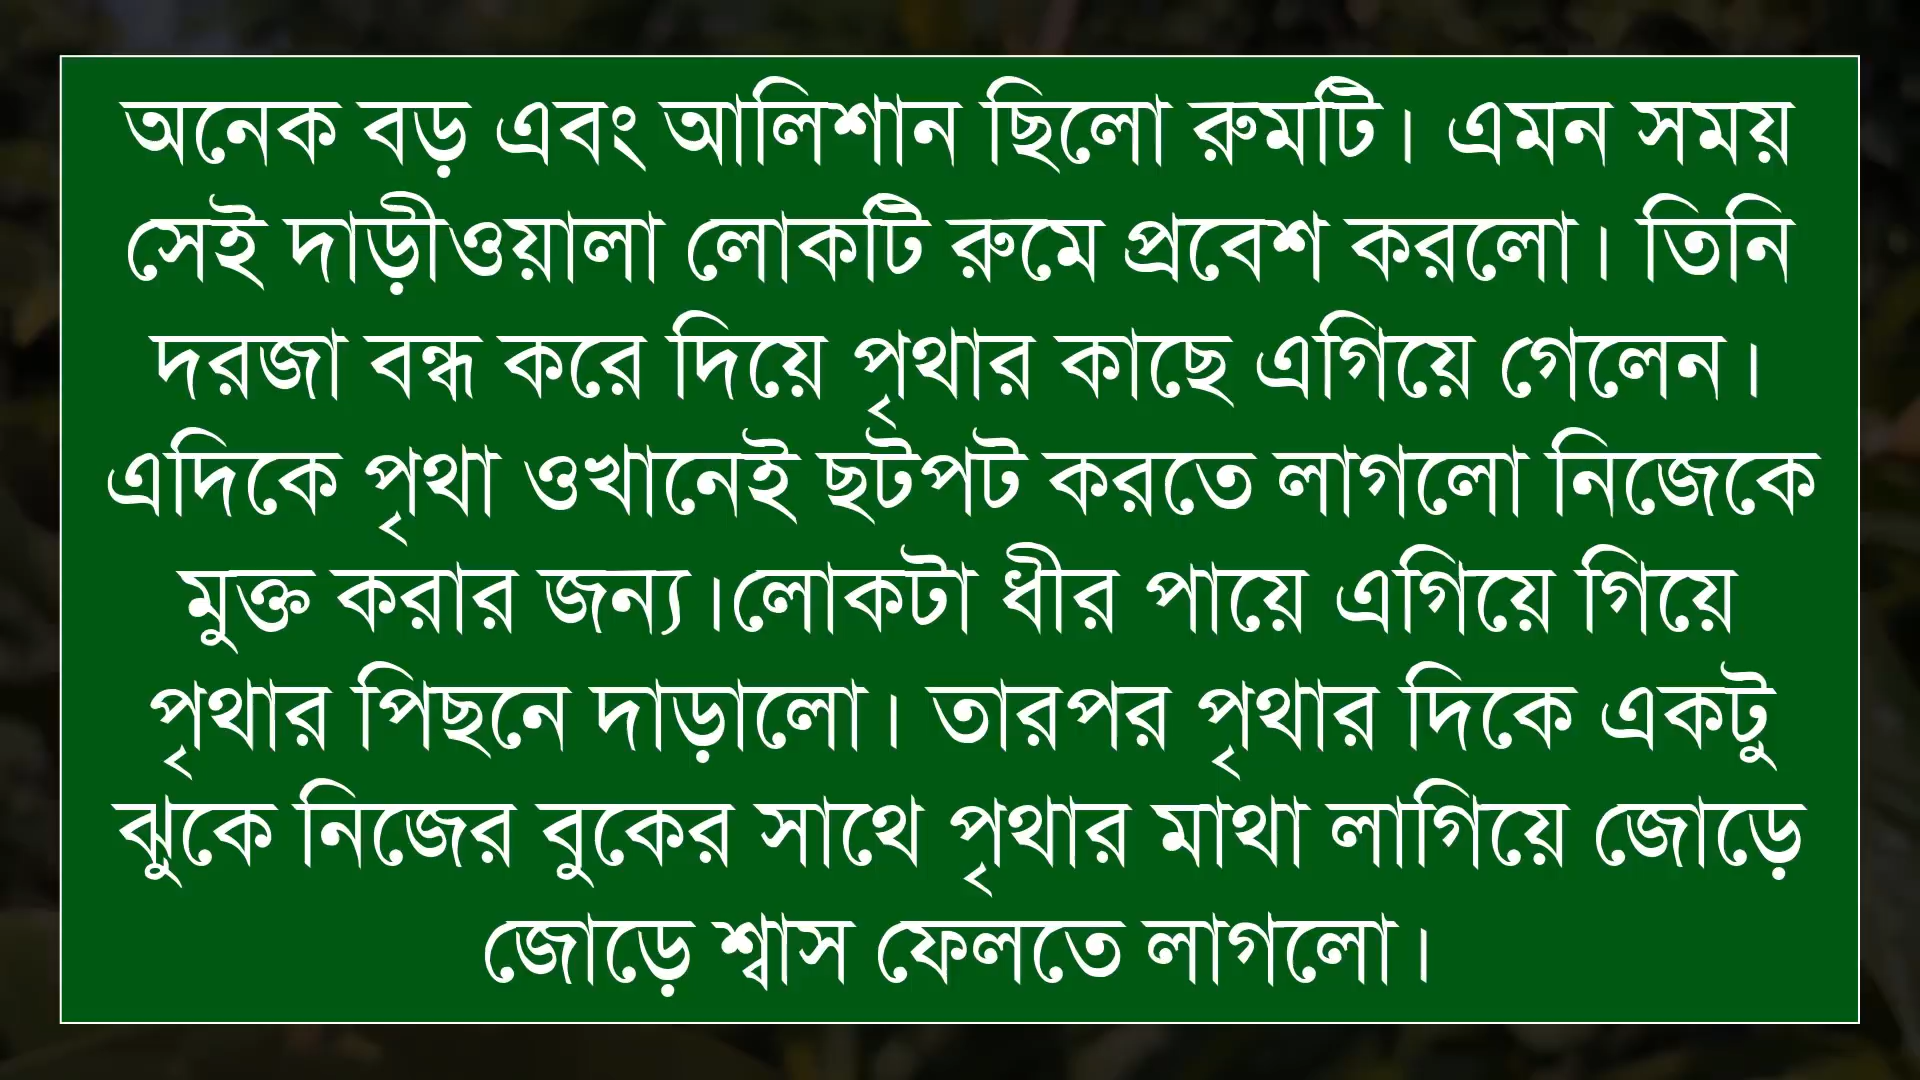 অনেক বড় এবং আলিশান ছিলো রুমটি। এমন সময়
সেই দাড়ীওয়ালা লোকটি রুমে প্রবেশ করলো। তিনি
দরজা বন্ধ করে দিয়ে পৃথার কাছে এগিয়ে গেলেন।
এদিকে পৃথা ওখানেই ছটপট করতে লাগলো নিজেকে
মুক্ত করার জন্য।লোকটা ধীর পায়ে এগিয়ে গিয়ে
পৃথার পিছনে দাড়ালো। তারপর পৃথার দিকে একটু
ঝুকে নিজের বুকের সাথে পৃথার মাথা লাগিয়ে জোড়ে
জোড়ে শ্বাস ফেলতে লাগলো।